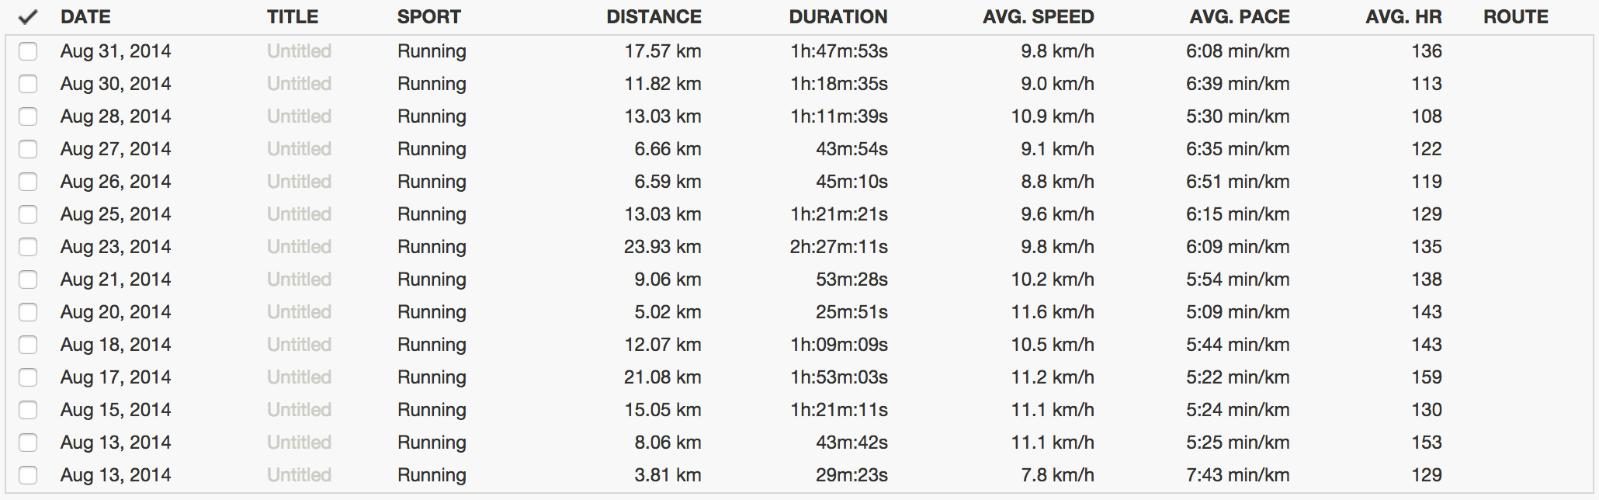 DATE TITLE SPORT DISTANCE DURATION AVG. SPEED AVG. PACE AVG. HR ROUTE
Aug 31, 2014 Untitled Running 17.57 km 1h:47m:53s 9.8 km/h 6:08 min/km 136
Aug 30, 2014 Untitled Running 11.82 km 1h:18m:35s 9.0 km/h 6:39 min/km 113
Aug 28, 2014 Untitled Running 13.03 km 1h:11m:39s 10.9 km/h 5:30 min/km 108
Aug 27, 2014 Untitled Running 6.66 km 43m:54s 9.1 km/h 6:35 min/km 122
Aug 26, 2014 Untitled Running 6.59 km 45m:10s 8.8 km/h 6:51 min/km 119
Aug 25, 2014 Untitled Running 13.03 km 1h:21m:21s 9.6 km/h 6:15 min/km 129
Aug 23, 2014 Untitled Running 23.93 km 2h:27m:11s 9.8 km/h 6:09 min/km 135
Aug 21, 2014 Untitled Running 9.06 km 53m:28s 10.2 km/h 5:54 min/km 138
Aug 20, 2014 Untitled Running 5.02 km 25m:51s 11.6 km/h 5:09 min/km 143
Aug 18, 2014 Untitled Running 12.07 km 1h:09m:09s 10.5 km/h 5:44 min/km 143
Aug 17, 2014 Untitled Running 21.08 km 1h:53m:03s 11.2 km/h 5:22 min/km 159
Aug 15, 2014 Untitled Running 15.05 km 1h:21m:11s 11.1 km/h 5:24 min/km 130
Aug 13, 2014 Untitled Running 8.06 km 43m:42s 11.1 km/h 5:25 min/km 153
Aug 13, 2014 Untitled Running 3.81 km 29m:23s 7.8 km/h 7:43 min/km 129